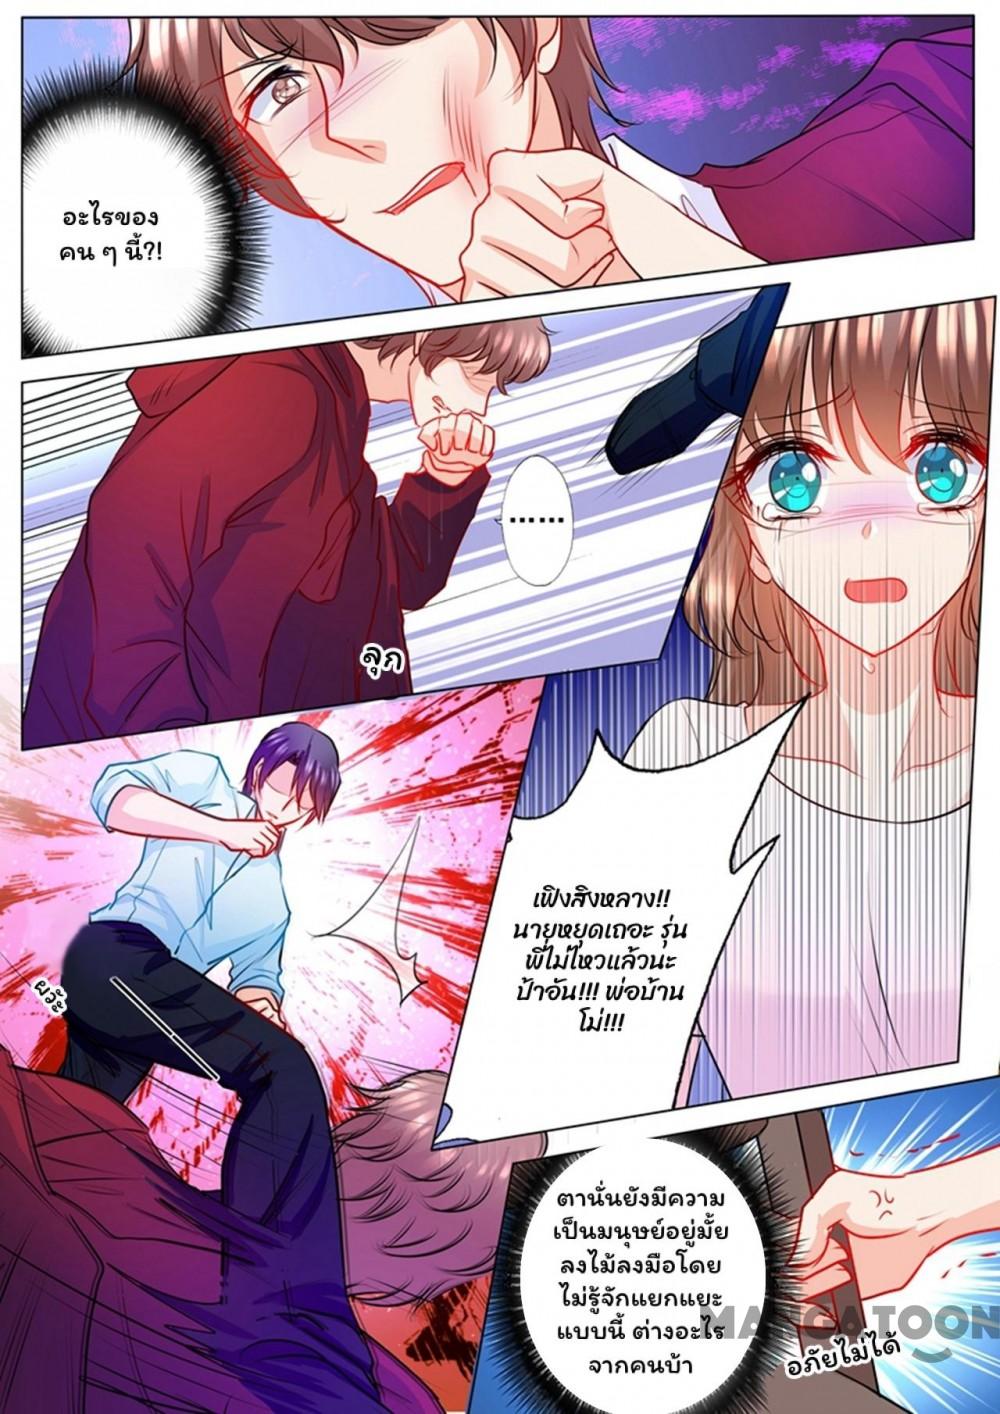 อะไรของ
คน ๆ นี้?!
......
ลุก
เฟิงสิงหลาง!!
นายหยุดเถอะ รุ่น
พี่ไม่ไหวแล้วนะ
ป้าอัน!!! พ่อบ้าน
โม่!!!
ผวัะ
ตานั่นยังมีความ
เป็นมนุษย์อยู่มั้ย
ลงไม้ลงมือโดย
ไม่รู้จักแยกแยะ
แบบนี้ ต่างอะไร
จากคนบ้า
MANGATOON
อภัยไม่ได้